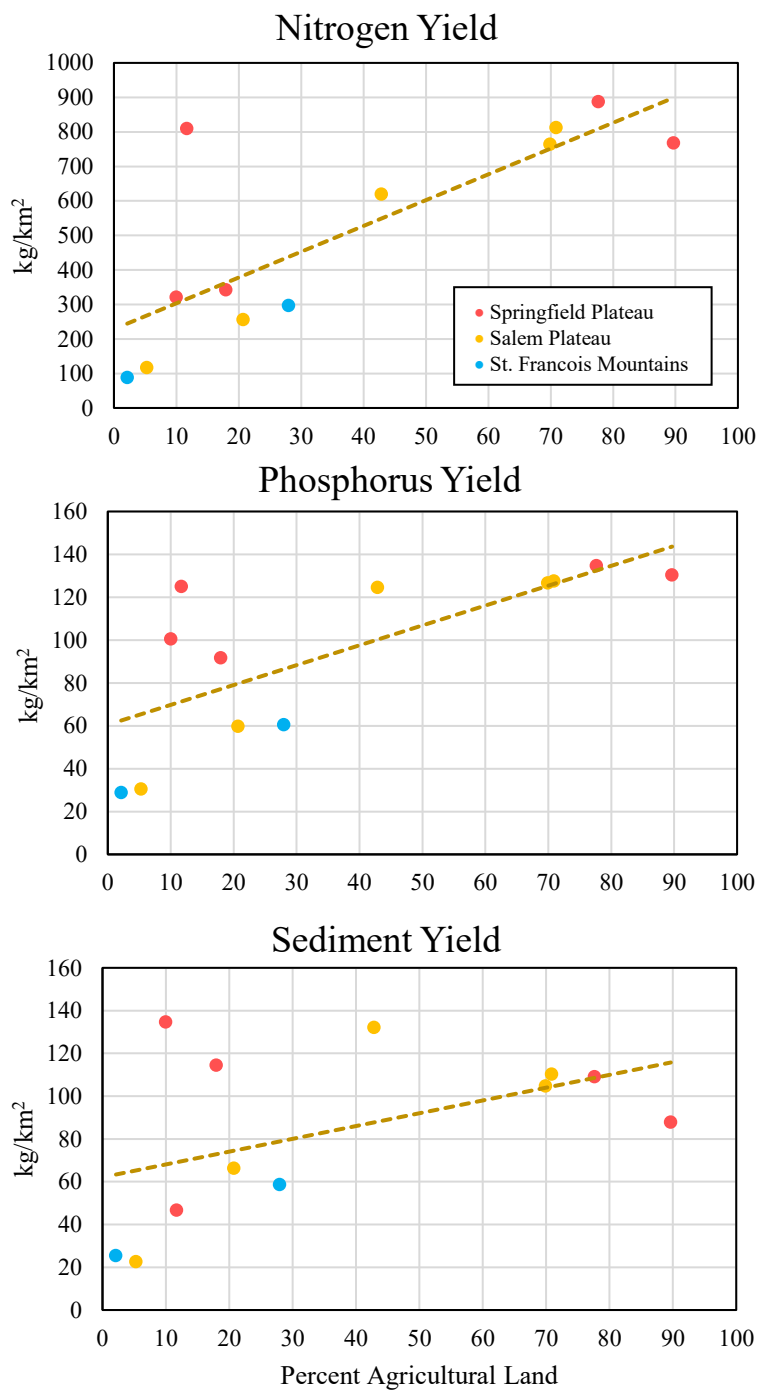 Nitrogen Yield
1000
900
800
700
600
500
400
300
200
100
0
kg/km²
Springfield Plateau
Salem Plateau
St. Francois Mountains
0 10 20 30 40 50 60 70 80 90 100
Phosphorus Yield
160
140
120
100
80
60
40
20
0
kg/km²
0 10 20 30 40 50 60 70 80 90 100
Sediment Yield
160
140
120
100
80
60
40
20
0
kg/km²
0 10 20 30 40 50 60 70 80 90 100
Percent Agricultural Land